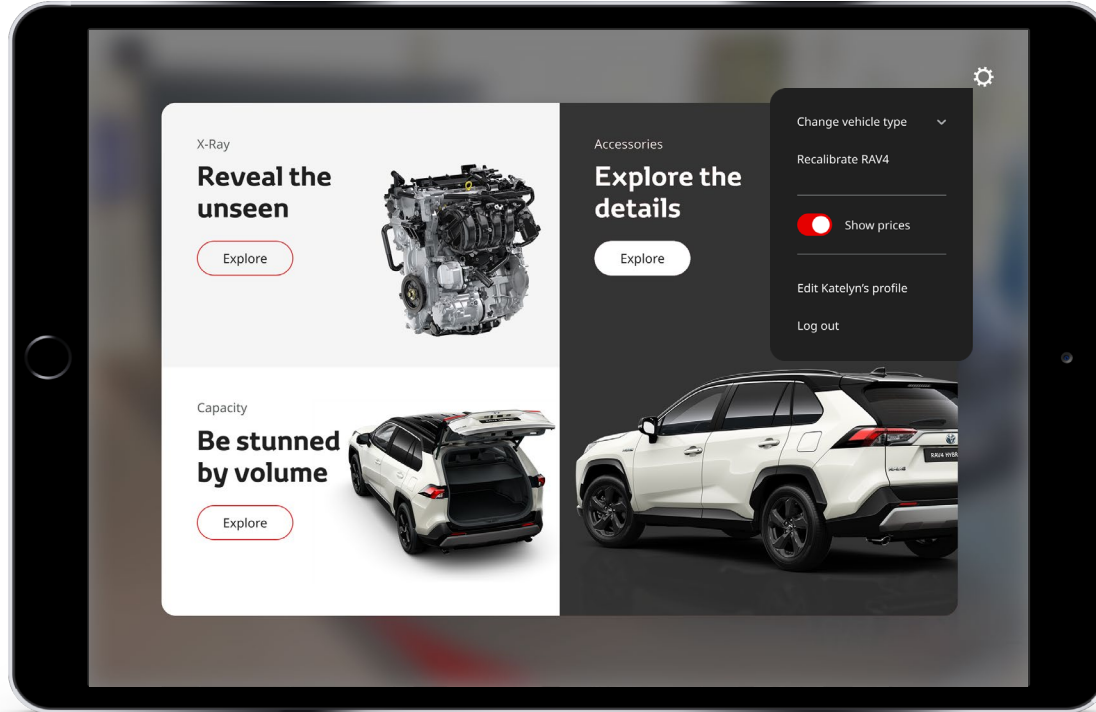 X-Ray
Reveal the
unseen
Explore
Capacity
Be stunned
by volume
Explore
Accessories
Explore the
details
Explore
Change vehicle type
Recalibrate RAV4
Show prices
Edit Katelyn’s profile
Log out
RAV4 HYBR